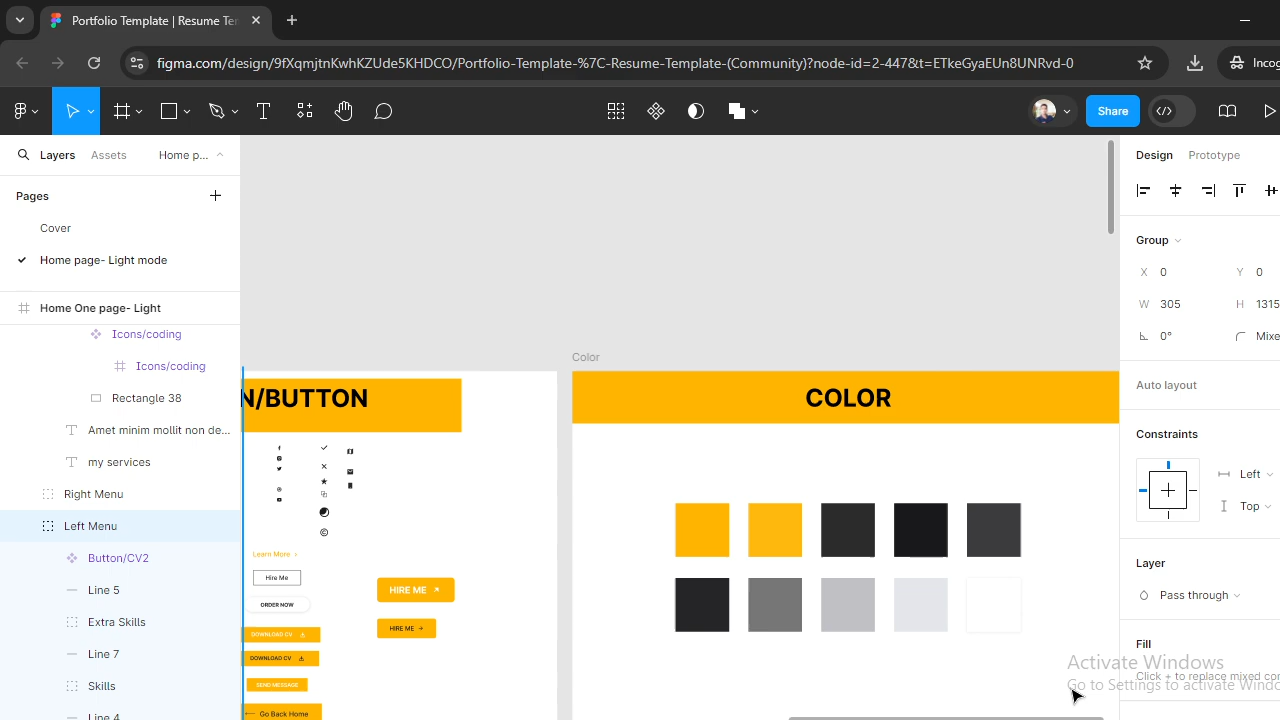 Portfolio Template | Resume Te
figma.com/design/9fXqmjtnKwhKZUde5KHDCO/Portfolio-Template-%7C-Resume-Template-(Community)?node-id=2-447&t=ETkeGyaEUn8UNRvd-0
Incog
Share
Layers
Assets
Home p...
Design
Prototype
Pages
Cover
Home page- Light mode
Home One page- Light
Icons/coding
Icons/coding
Rectangle 38
Amet minim mollit non de...
my services
Right Menu
Left Menu
Button/CV2
Line 5
Extra Skills
Line 7
Skills
Line 4
N/BUTTON
Learn More >
Hire Me
ORDER NOW
DOWNLOAD CV
DOWNLOAD CV
SEND MESSAGE
← Go Back Home
HIRE ME
HIRE ME →
Color
COLOR
Group
X 0
Y 0
W 305
H 1315
0°
Mixe
Auto layout
Constraints
Left
Top
Layer
Pass through
Fill
Click + to replace mixed con
Activate Windows
Go to Settings to activate Windo